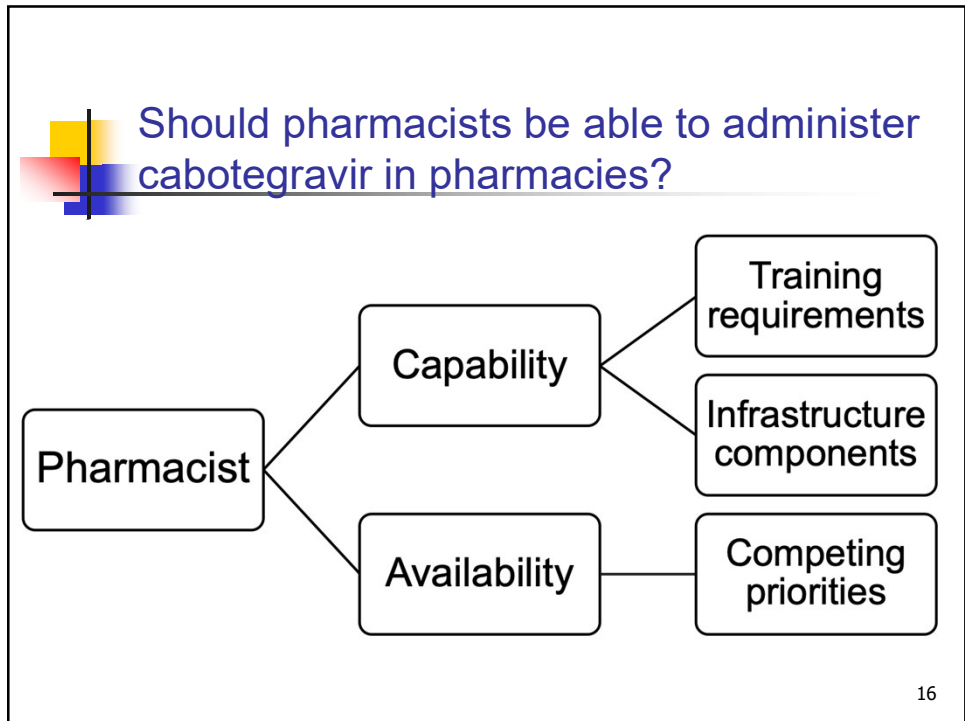 Should pharmacists be able to administer
cabotegravir in pharmacies?
Pharmacist
Capability
Training
requirements
Infrastructure
components
Availability
Competing
priorities
16